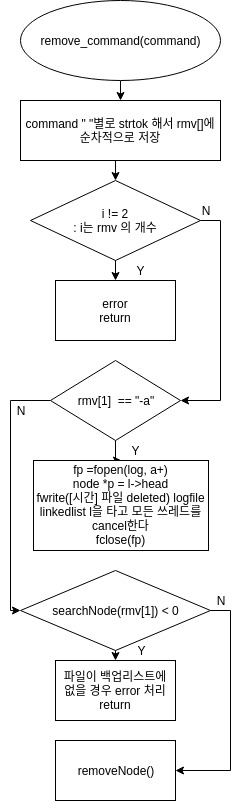 remove_command(command)
command " "별로 strtok 해서 rmv[]에
순차적으로 저장
i != 2
: i는 rmv 의 개수
N
Y
error
return
rmv[1] == "-a"
N
Y
fp =fopen(log, a+)
node *p = l->head
fwrite([시간] 파일 deleted) logfile
linkedlist l을 타고 모든 쓰레드를
cancel한다
fclose(fp)
searchNode(rmv[1]) < 0
N
Y
파일이 백업리스트에
없을 경우 error 처리
return
removeNode()